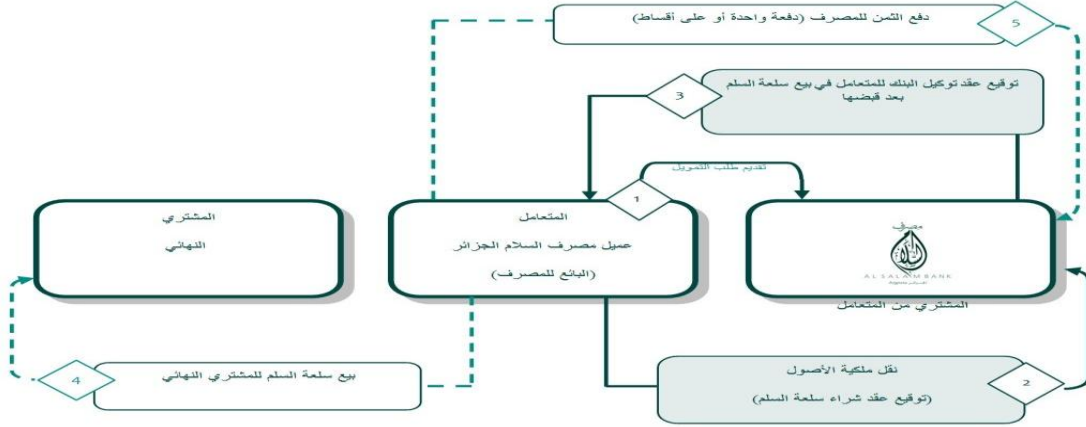 دفع الثمن للمصرف (دفعة واحدة أو على أقساط)
5
توقيع عقد توكيل البنك للمتعامل في بيع سلعة السلم
بعد قبضها
3
تقديم طلب التمويل
1
المشتري
النهائي
المتعامل
عميل مصرف السلام الجزائر
(البائع للمصرف)
مصرف
السلام
AL SALAM BANK
Algeria
المشتري من المتعامل
بيع سلعة السلم للمشتري النهائي
4
نقل ملكية الأصول
(توقيع عقد شراء سلعة السلم)
2